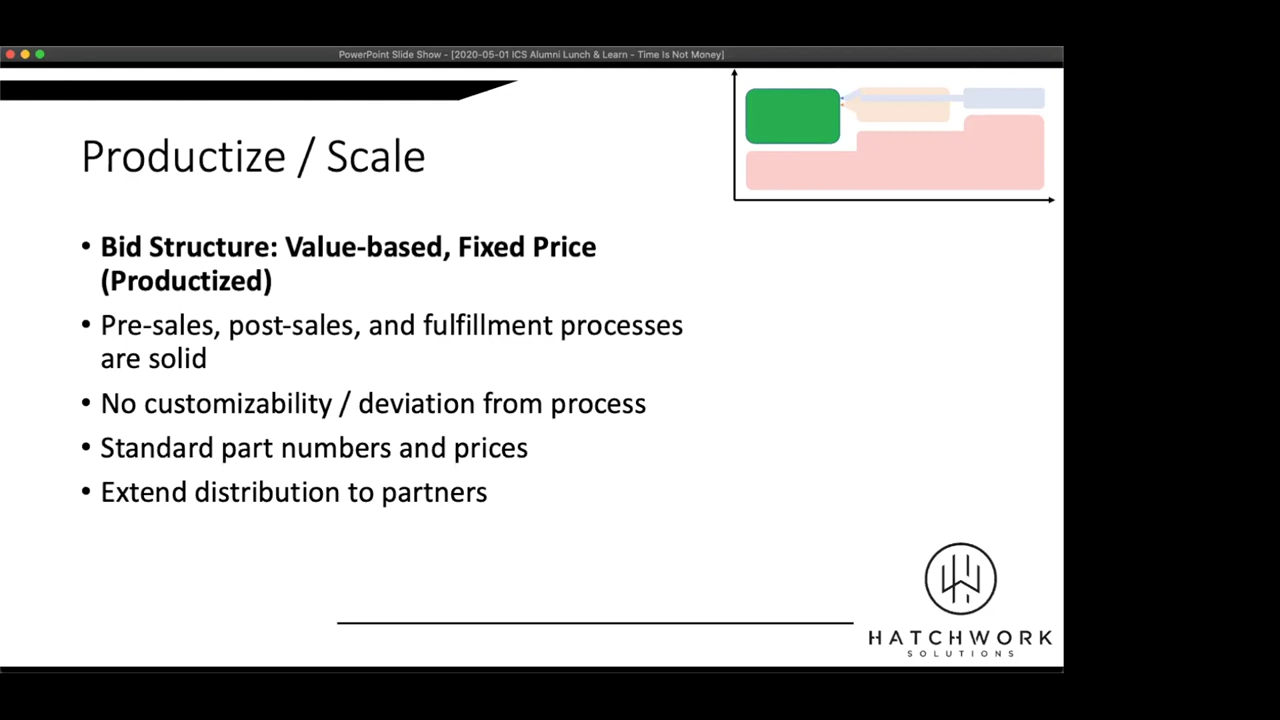 PowerPoint Slide Show - [2020-05-01 ICS Alumni Lunch & Learn - Time Is Not Money]
Productize / Scale
• Bid Structure: Value-based, Fixed Price
(Productized)
• Pre-sales, post-sales, and fulfillment processes
are solid
• No customizability / deviation from process
• Standard part numbers and prices
• Extend distribution to partners
HATCHWORK
SOLUTIONS